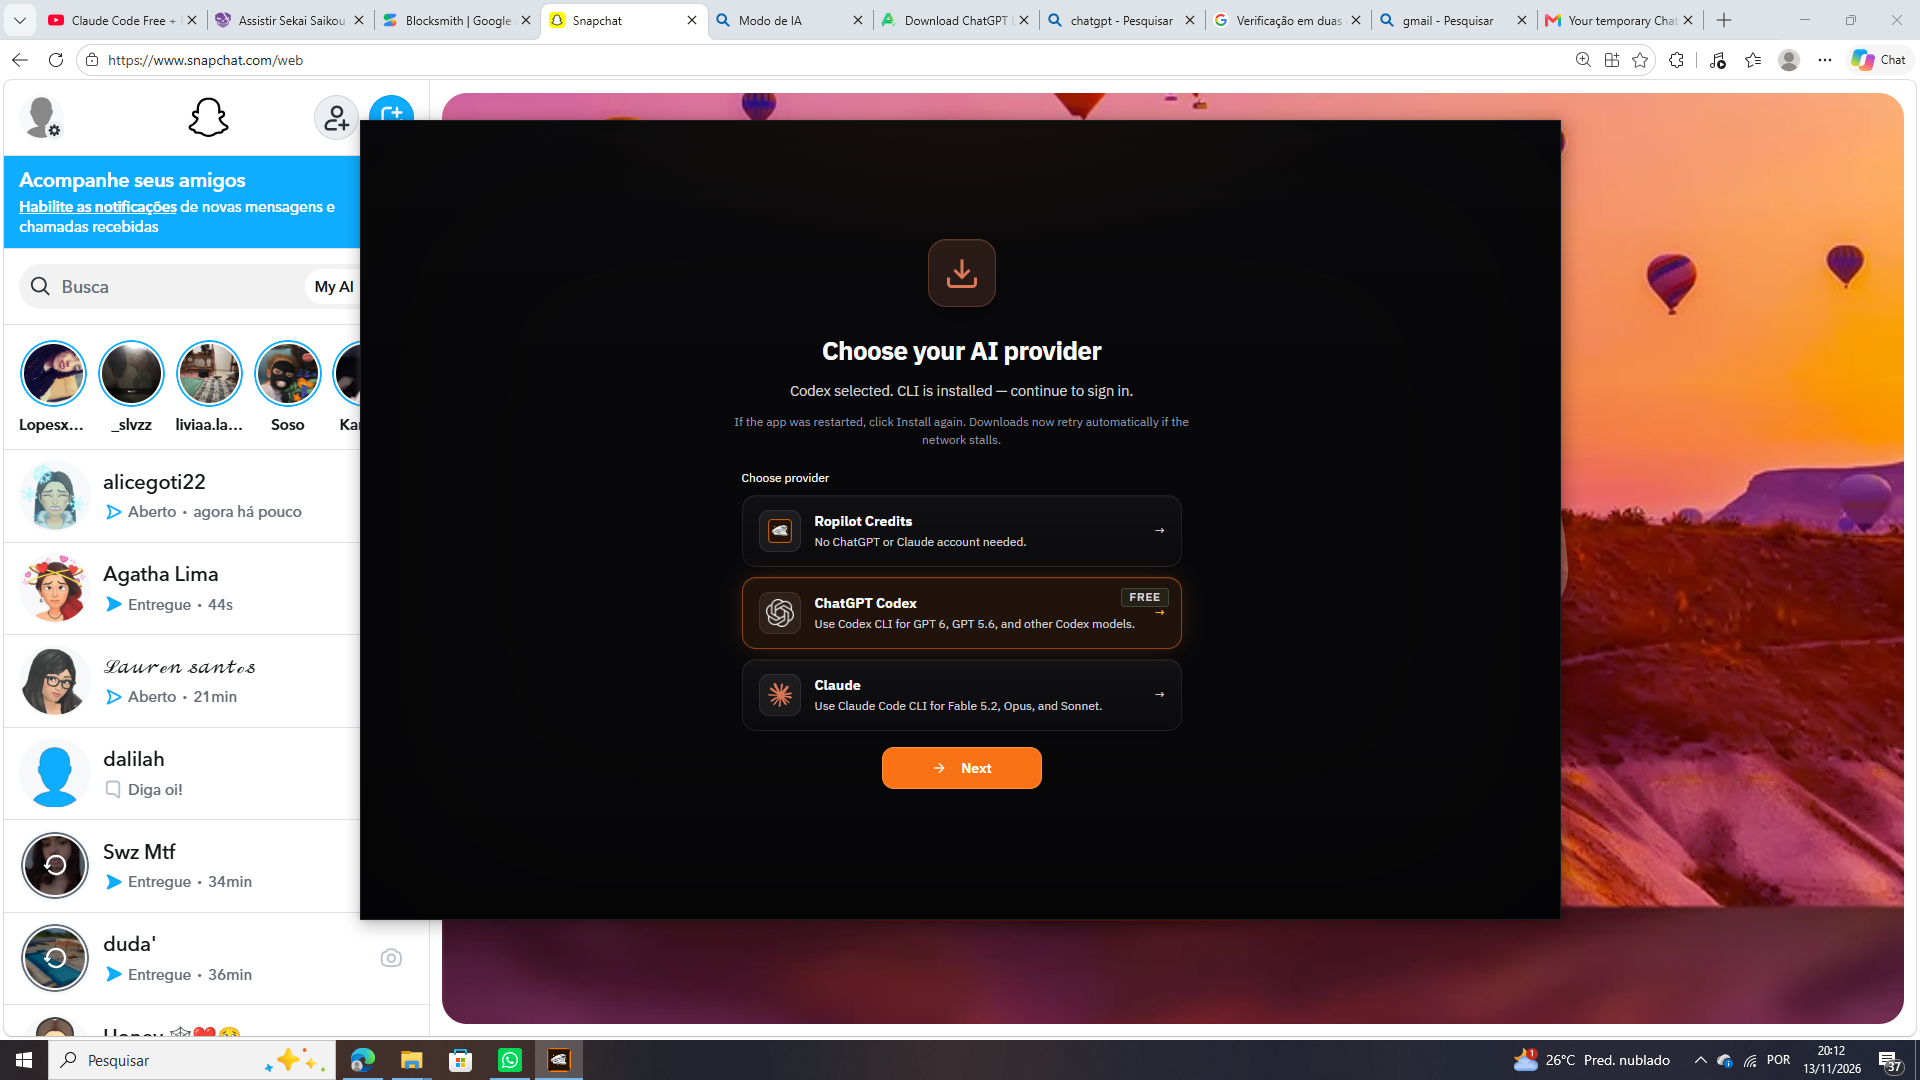 Claude Code Free +
Assistir Sekai Saikou
Blocksmith | Google
Snapchat
Modo de IA
Download ChatGPT
chatgpt - Pesquisar
Verificação em duas
gmail - Pesquisar
Your temporary Chat
https://www.snapchat.com/web
Chat
Acompanhe seus amigos
Habilite as notificações de novas mensagens e
chamadas recebidas
Busca
My AI
Lopesx...
_slvzz
liviaa.la...
Soso
alicegoti22
Aberto • agora há pouco
Agatha Lima
Entregue • 44s
𝓛𝓪𝓾𝓻𝓮𝓷 𝓼𝓪𝓷𝓽𝓸𝓼
Aberto • 21min
dalilah
Diga oi!
Swz Mtf
Entregue • 34min
duda'
Entregue • 36min
Choose your AI provider
Codex selected. CLI is installed — continue to sign in.
If the app was restarted, click Install again. Downloads now retry automatically if the
network stalls.
Choose provider
Ropilot Credits
No ChatGPT or Claude account needed.
→
FREE
ChatGPT Codex
→
Use Codex CLI for GPT 6, GPT 5.6, and other Codex models.
Claude
Use Claude Code CLI for Fable 5.2, Opus, and Sonnet.
→
→ Next
Pesquisar
1
26°C Pred. nublado
POR
20:12
13/11/2026
37